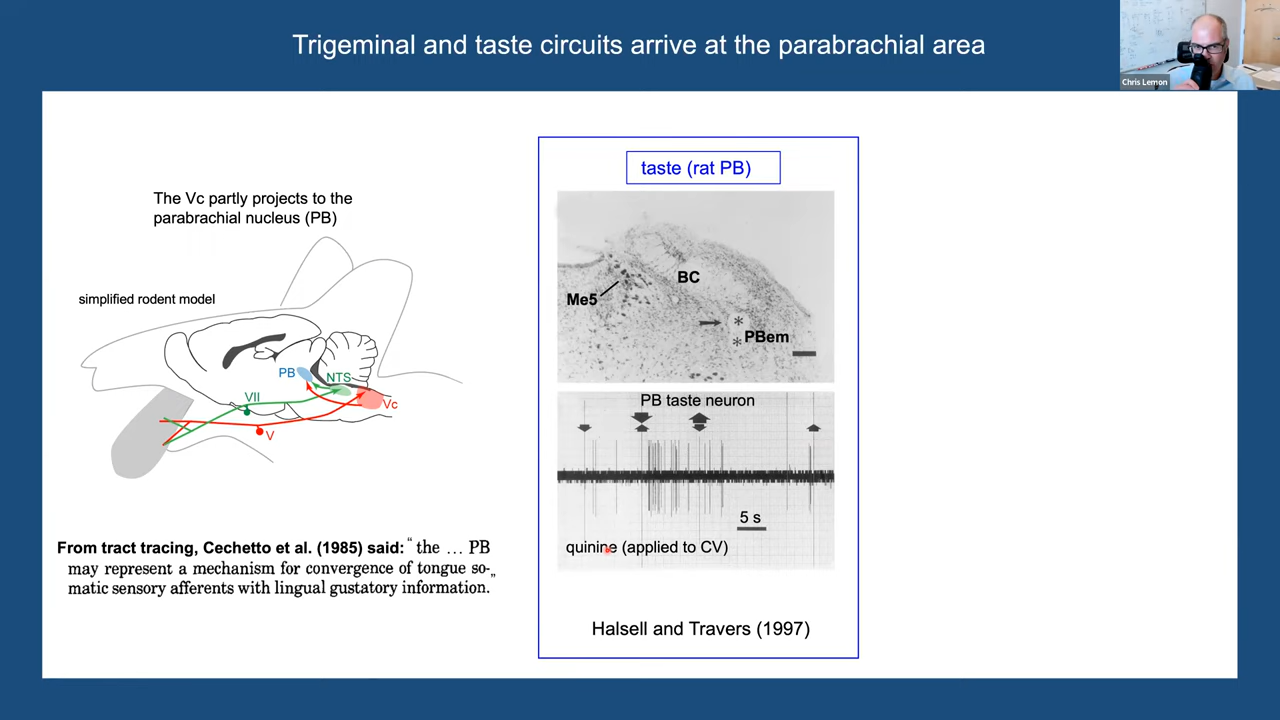 Trigeminal and taste circuits arrive at the parabrachial area
Chris Lemon
The Vc partly projects to the
parabrachial nucleus (PB)
simplified rodent model
PB
NTS
VII
Vc
V
From tract tracing, Cechetto et al. (1985) said: “ the ... PB
may represent a mechanism for convergence of tongue so-
matic sensory afferents with lingual gustatory information.”
taste (rat PB)
BC
Me5
*
* PBem
PB taste neuron
5 s
quinine (applied to CV)
Halsell and Travers (1997)